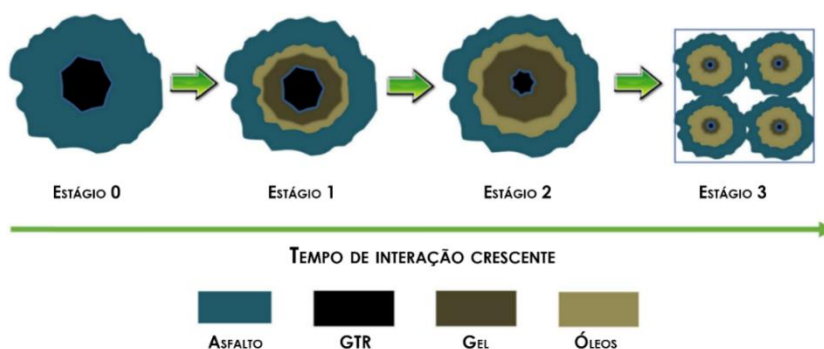 Estágio 0 Estágio 1 Estágio 2 Estágio 3
Tempo de interação crescente
Asfalto GTR Gel Óleos